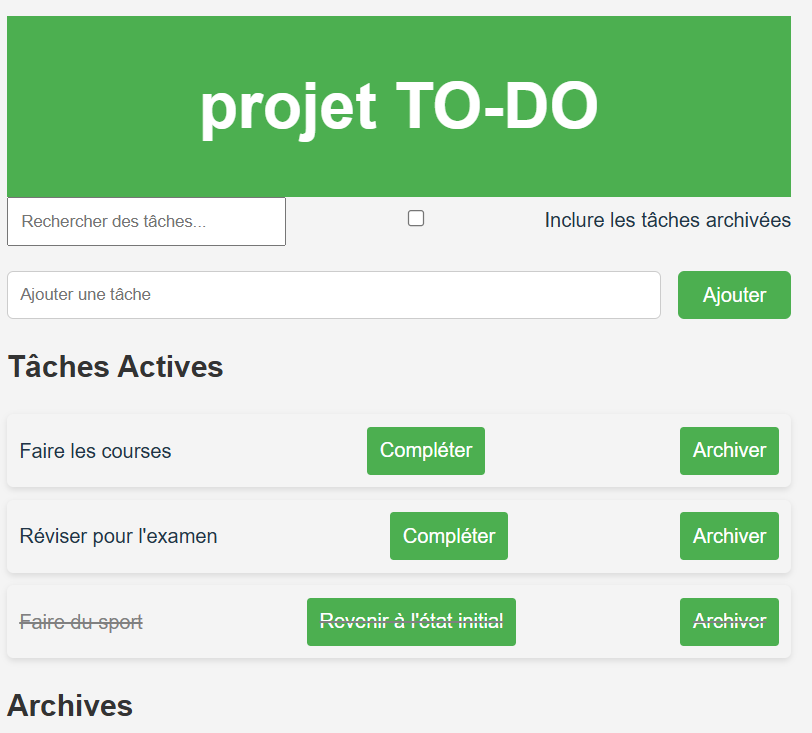 projet TO-DO
Rechercher des tâches...
Inclure les tâches archivées
Ajouter une tâche
Ajouter
Tâches Actives
Faire les courses
Compléter
Archiver
Réviser pour l'examen
Compléter
Archiver
Faire du sport
Revenir à l'état initial
Archiver
Archives